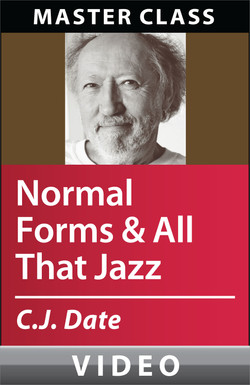 MASTER CLASS
Normal
Forms & All
That Jazz
C.J. Date
VIDEO